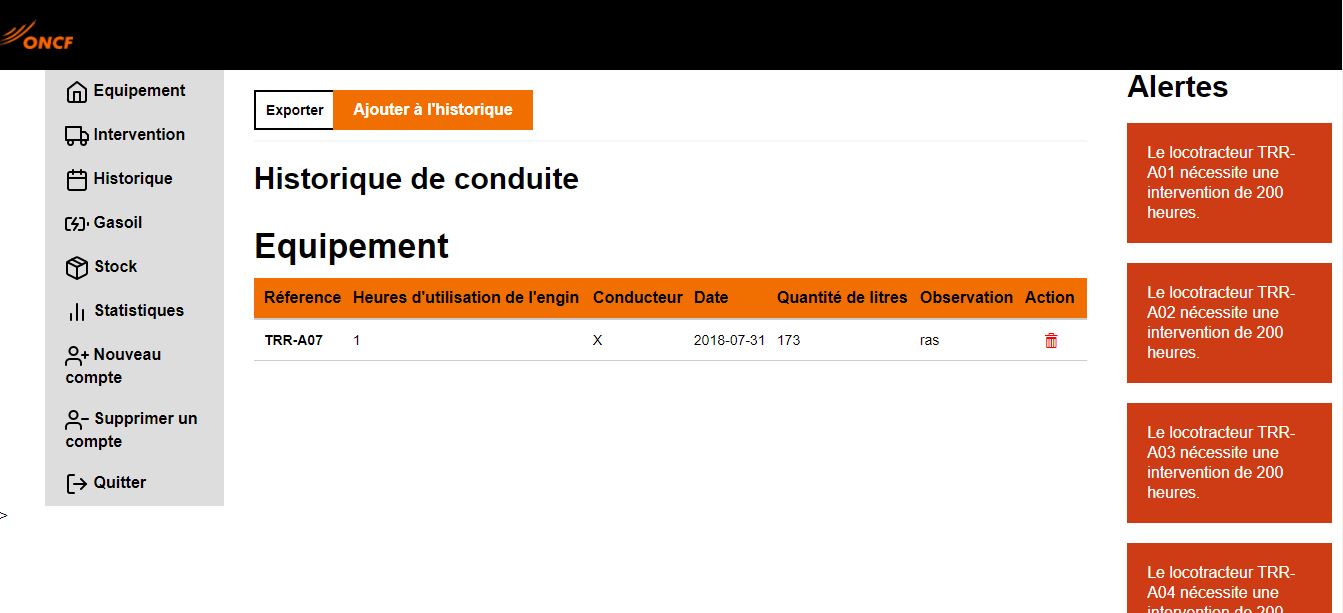 ONCF
Equipement
Intervention
Historique
Gasoil
Stock
Statistiques
Nouveau
compte
Supprimer un
compte
Quitter
>
Exporter
Ajouter à l'historique
Historique de conduite
Equipement
Réference Heures d'utilisation de l'engin Conducteur Date Quantité de litres Observation Action
TRR-A07 1 X 2018-07-31 173 ras
Alertes
Le locotracteur TRR-
A01 nécessite une
intervention de 200
heures.
Le locotracteur TRR-
A02 nécessite une
intervention de 200
heures.
Le locotracteur TRR-
A03 nécessite une
intervention de 200
heures.
Le locotracteur TRR-
A04 nécessite une
intervention de 200